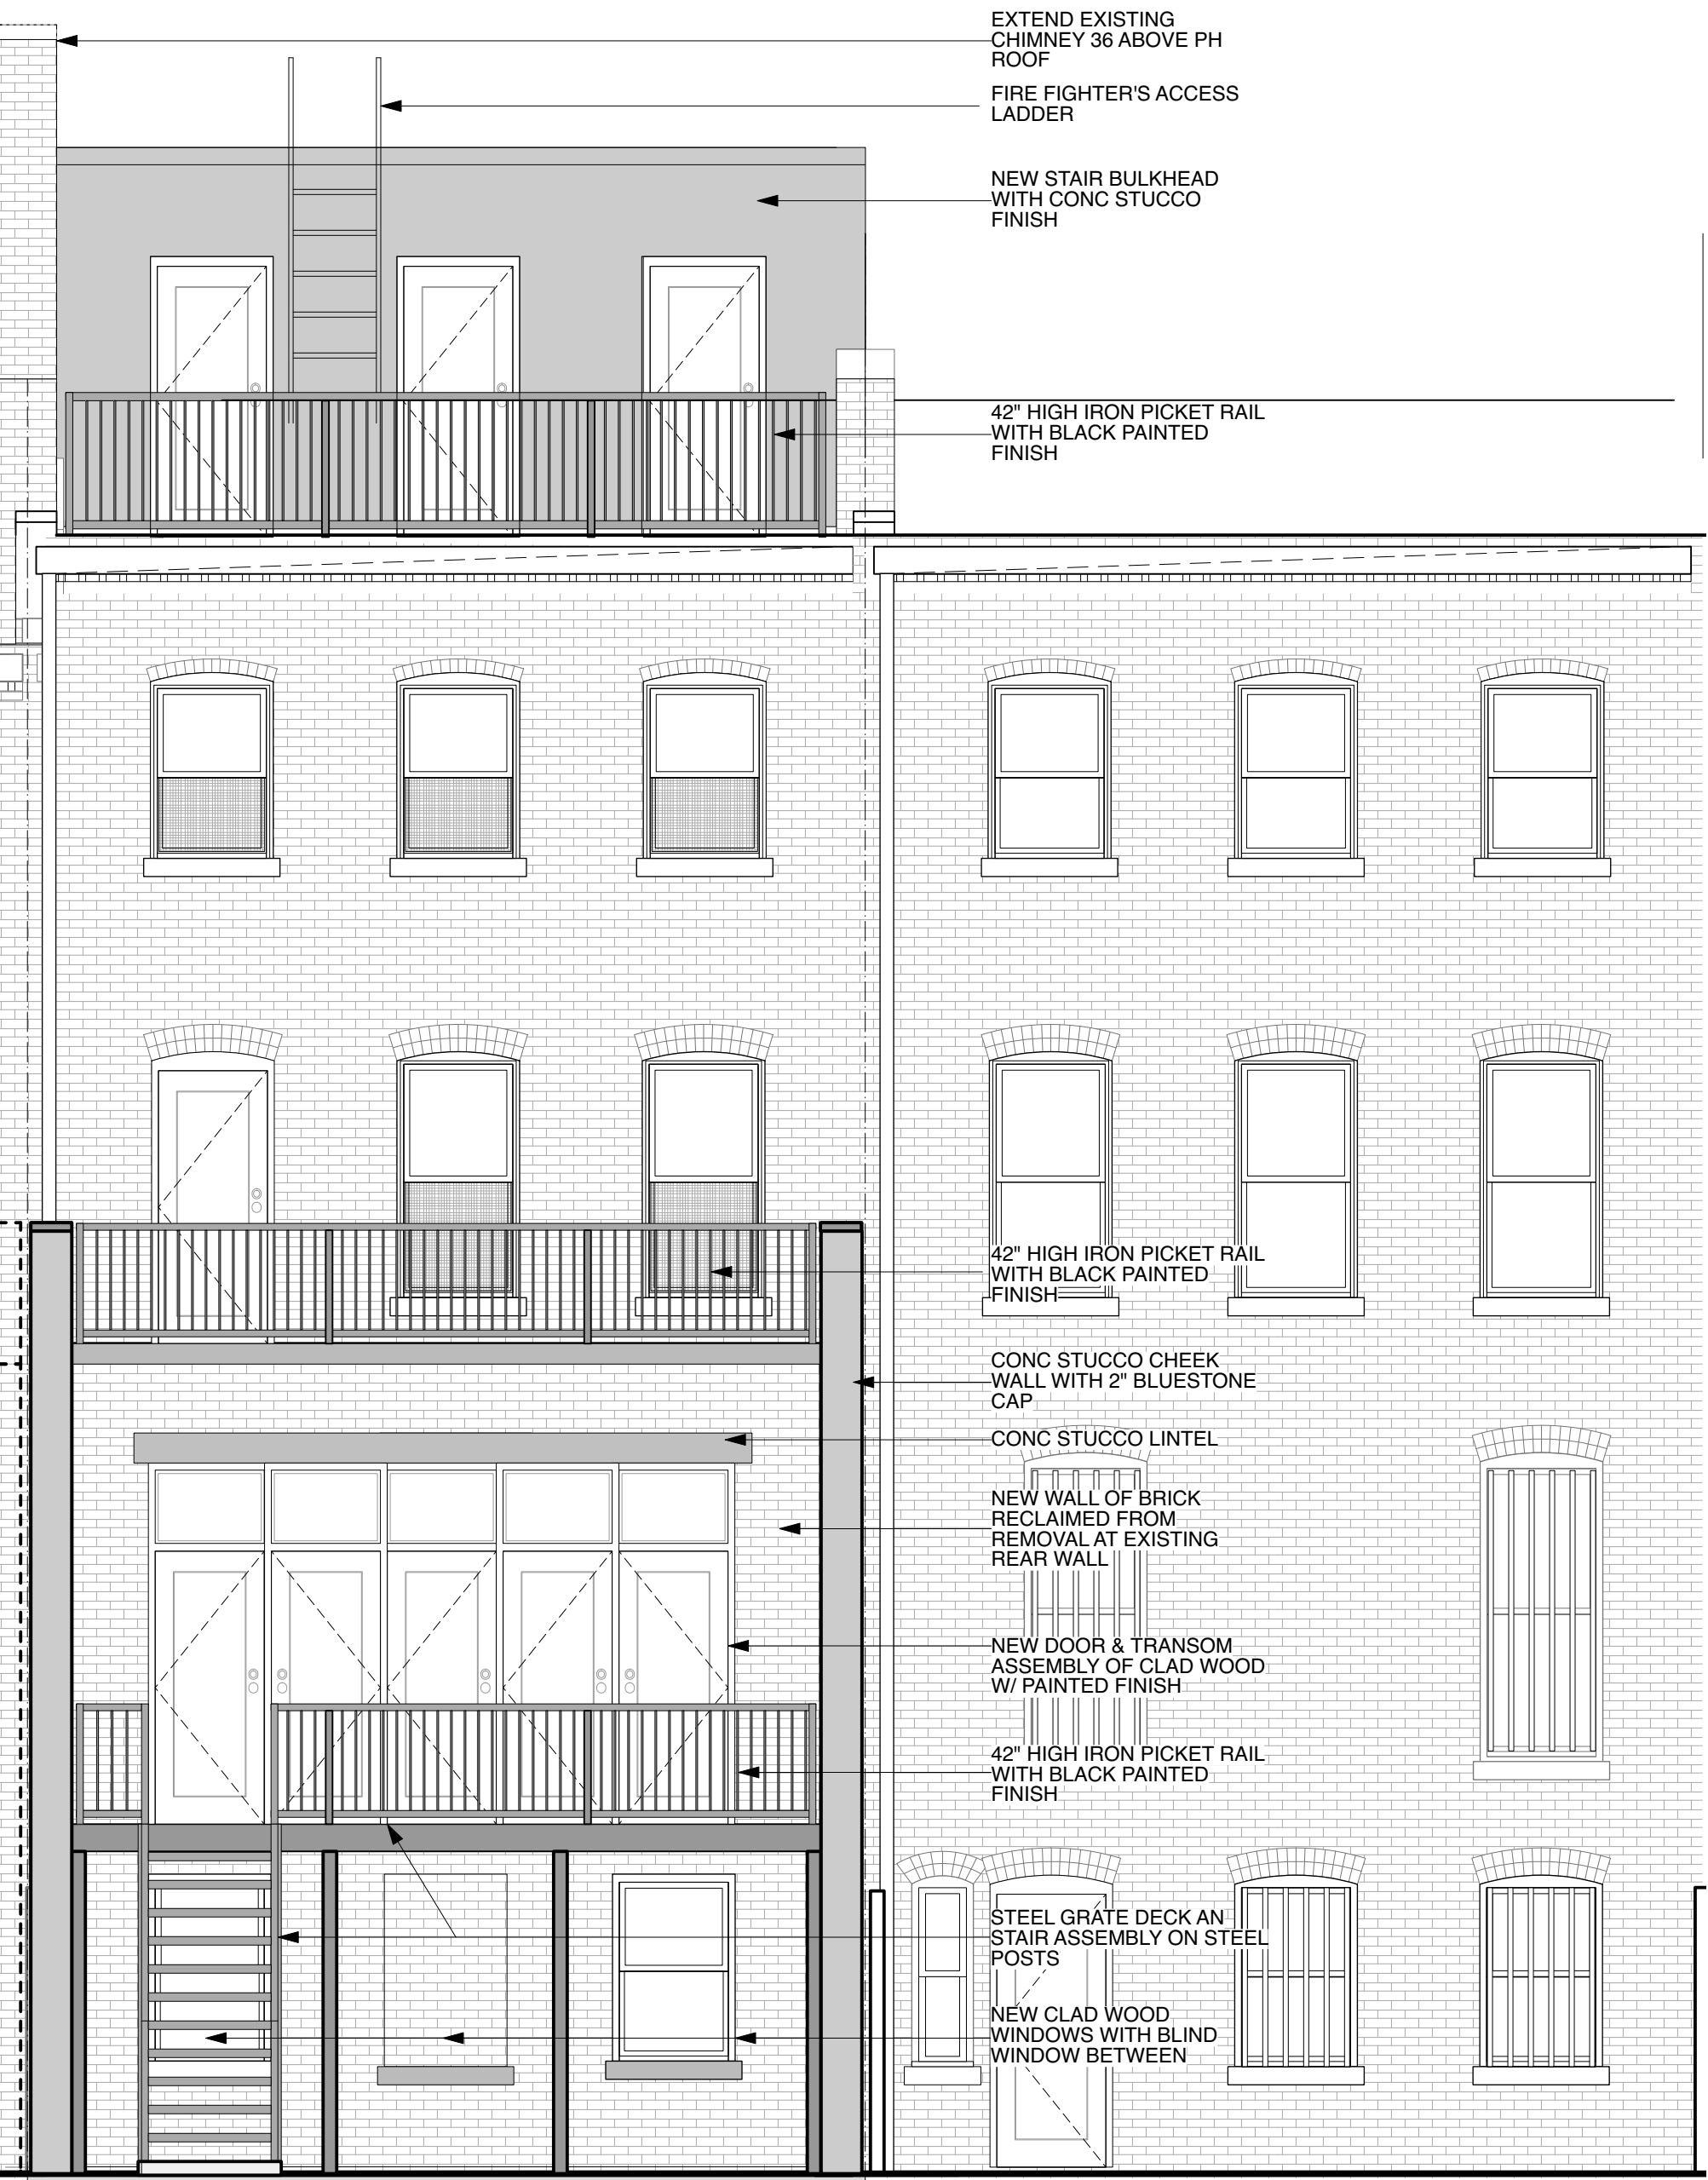 EXTEND EXISTING
CHIMNEY 36 ABOVE PH
ROOF
FIRE FIGHTER'S ACCESS
LADDER
NEW STAIR BULKHEAD
WITH CONC STUCCO
FINISH
42" HIGH IRON PICKET RAIL
WITH BLACK PAINTED
FINISH
42" HIGH IRON PICKET RAIL
WITH BLACK PAINTED
FINISH
CONC STUCCO CHEEK
WALL WITH 2" BLUESTONE
CAP
CONC STUCCO LINTEL
NEW WALL OF BRICK
RECLAIMED FROM
REMOVAL AT EXISTING
REAR WALL
NEW DOOR & TRANSOM
ASSEMBLY OF CLAD WOOD
W/ PAINTED FINISH
42" HIGH IRON PICKET RAIL
WITH BLACK PAINTED
FINISH
STEEL GRATE DECK AN
STAIR ASSEMBLY ON STEEL
POSTS
NEW CLAD WOOD
WINDOWS WITH BLIND
WINDOW BETWEEN